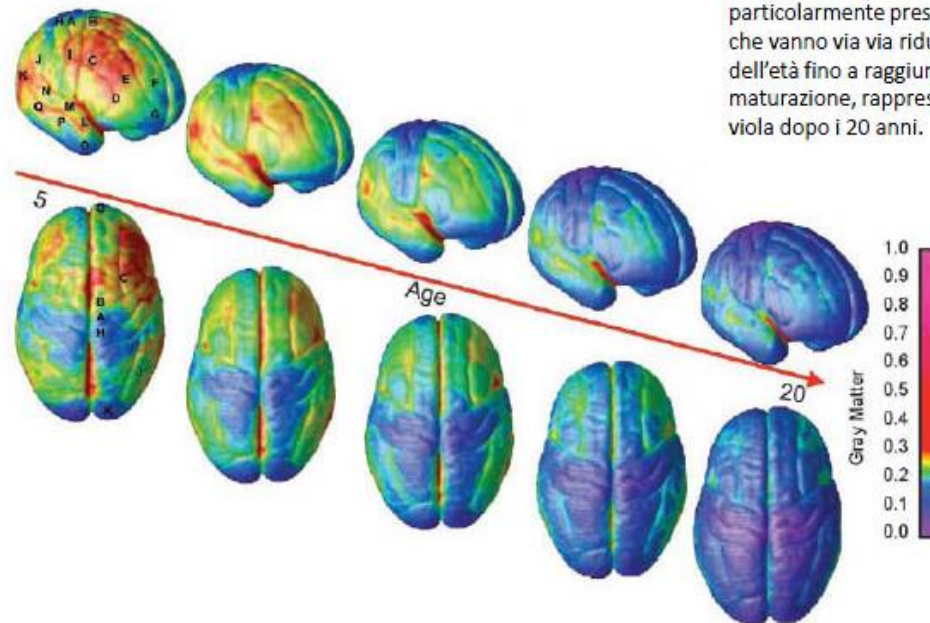 particolarmente pres
che vanno via via ridu
dell'età fino a raggiun
maturazione, rappres
viola dopo i 20 anni.
H A B
I C
J
K E F
N D
Q M G
P L
O
5
Age
20
C
B
A
H
J
K
Gray Matter
1.0
0.9
0.8
0.7
0.6
0.5
0.4
0.3
0.2
0.1
0.0